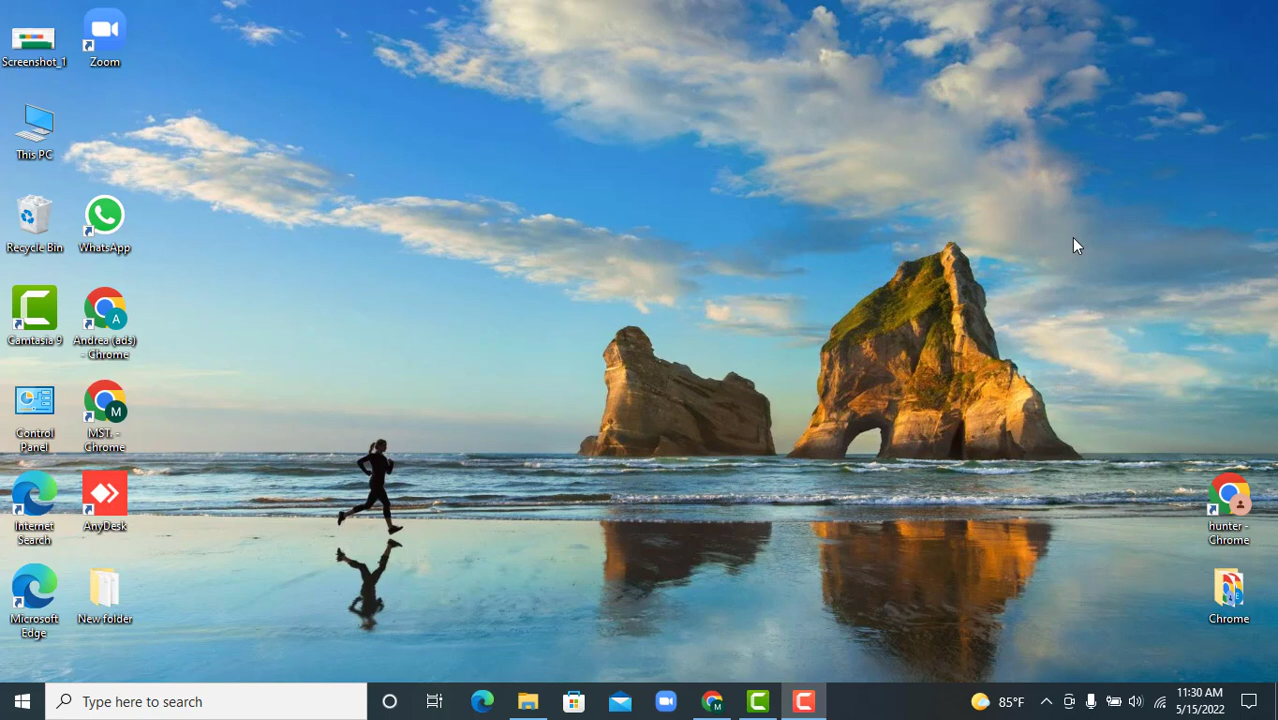 Screenshot_1
Zoom
This PC
Recycle Bin
WhatsApp
Camtasia 9
Andrea (ads)
- Chrome
A
Control
Panel
MST. -
Chrome
M
Internet
Search
AnyDesk
Microsoft
Edge
New folder
hunter -
Chrome
Chrome
Type here to search
M
85°F
11:30 AM
5/15/2022